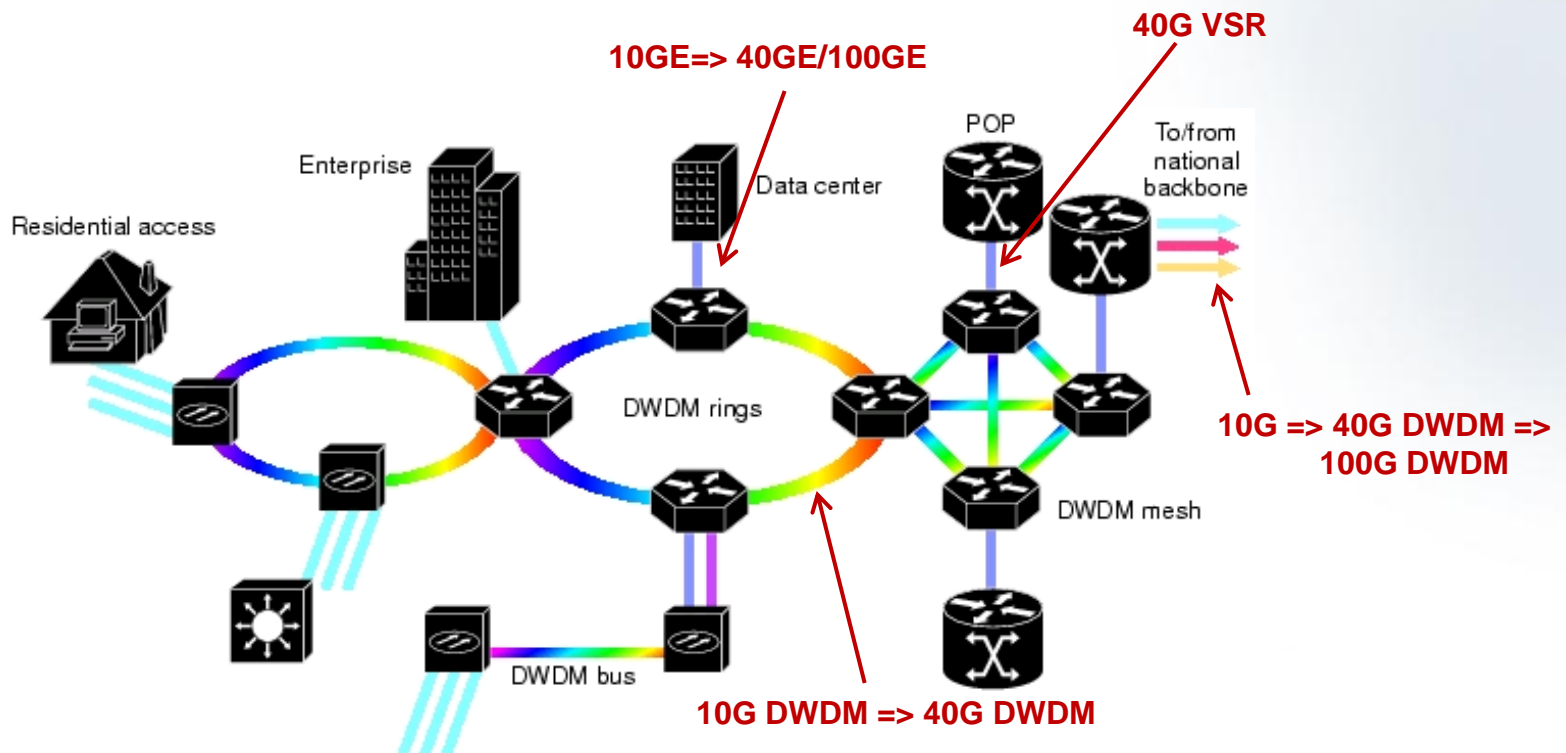 40G VSR
10GE=> 40GE/100GE
POP
To/from
national
backbone
Enterprise
Data center
Residential access
DWDM rings
10G => 40G DWDM =>
100G DWDM
DWDM mesh
DWDM bus
10G DWDM => 40G DWDM